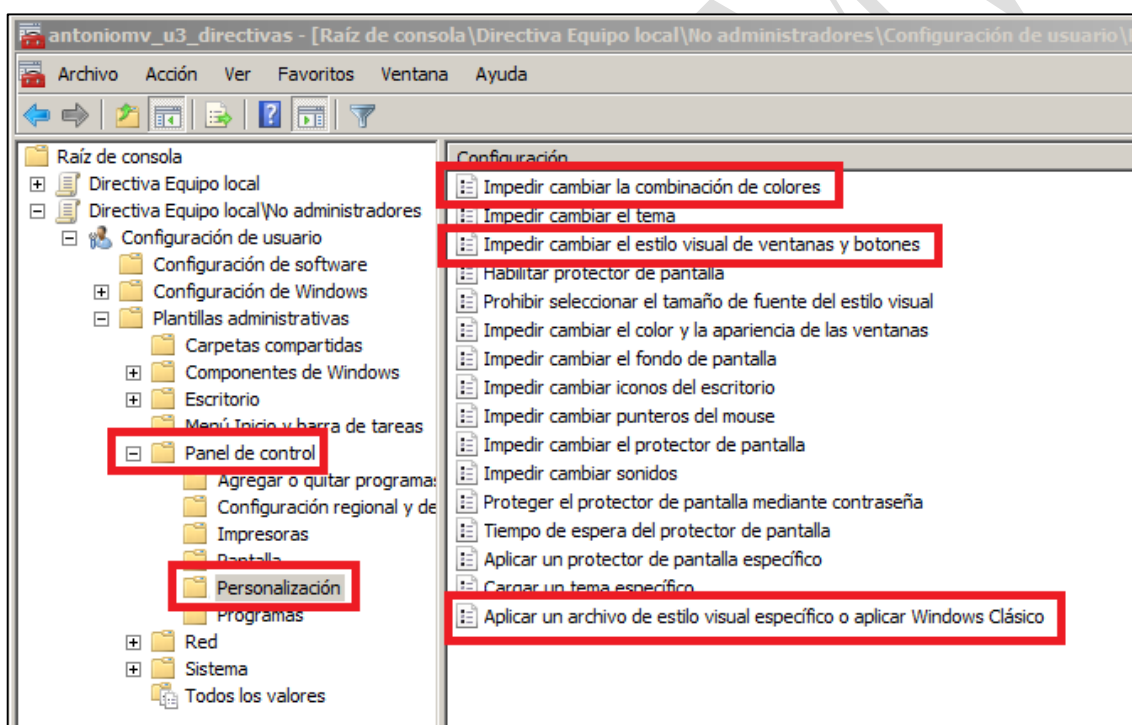 antoniomv_u3_directivas - [Raíz de consola\Directiva Equipo local\No administradores\Configuración de usuario\
Archivo Acción Ver Favoritos Ventana Ayuda
Raíz de consola
Directiva Equipo local
Directiva Equipo local\No administradores
Configuración de usuario
Configuración de software
Configuración de Windows
Plantillas administrativas
Carpetas compartidas
Componentes de Windows
Escritorio
Menú Inicio y barra de tareas
Panel de control
Agregar o quitar programas
Configuración regional y de
Impresoras
Pantalla
Personalización
Programas
Red
Sistema
Todos los valores
Configuración
Impedir cambiar la combinación de colores
Impedir cambiar el tema
Impedir cambiar el estilo visual de ventanas y botones
Habilitar protector de pantalla
Prohibir seleccionar el tamaño de fuente del estilo visual
Impedir cambiar el color y la apariencia de las ventanas
Impedir cambiar el fondo de pantalla
Impedir cambiar iconos del escritorio
Impedir cambiar punteros del mouse
Impedir cambiar el protector de pantalla
Impedir cambiar sonidos
Proteger el protector de pantalla mediante contraseña
Tiempo de espera del protector de pantalla
Aplicar un protector de pantalla específico
Cargar un tema específico
Aplicar un archivo de estilo visual específico o aplicar Windows Clásico